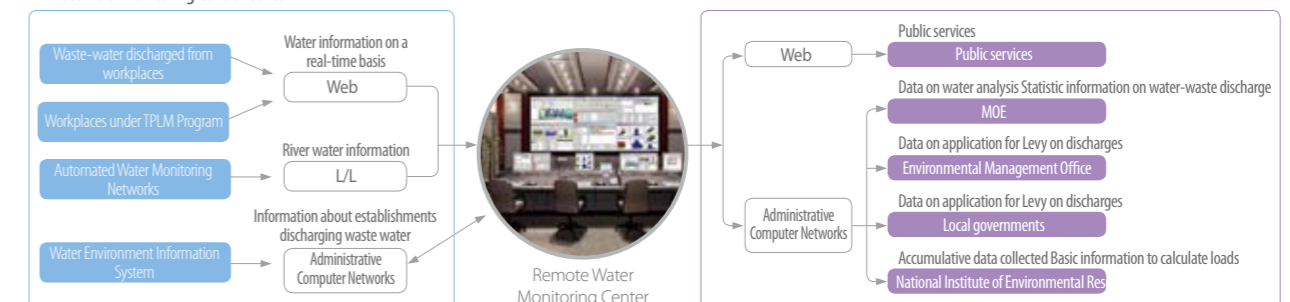 Waste-water discharged from
workplaces
Workplaces under TPLM Program
Automated Water Monitoring
Networks
Water Environment Information
System
Water information on a
real-time basis
Web
River water information
L/L
Information about establishments
discharging waste water
Administrative
Computer Networks
Remote Water
Monitoring Center
Web
Administrative
Computer Networks
Public services
Public services
Data on water analysis Statistic information on water-waste discharge
MOE
Data on application for Levy on discharges
Environmental Management Office
Data on application for Levy on discharges
Local governments
Accumulative data collected Basic information to calculate loads
National Institute of Environmental Res